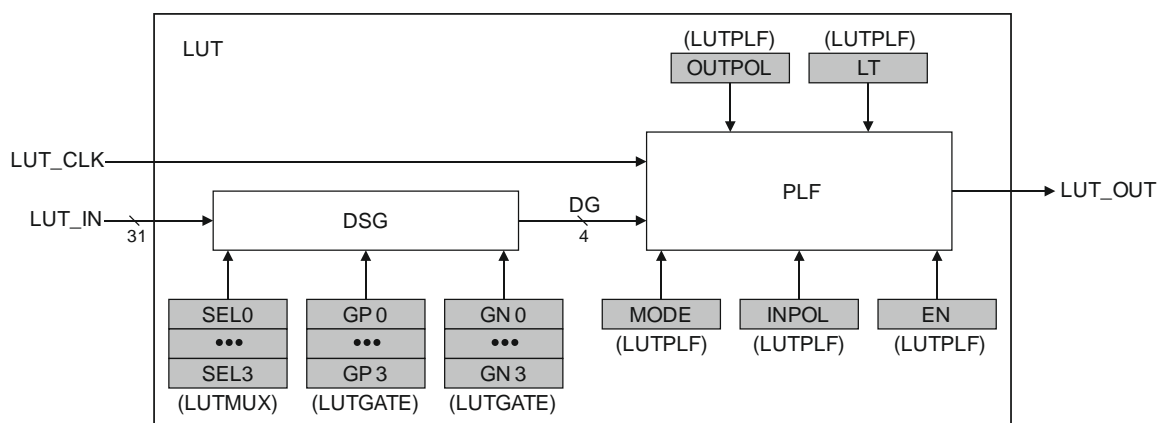 LUT
(LUTPLF) (LUTPLF)
OUTPOL LT
LUT_CLK
PLF
LUT_OUT
LUT_IN
31
DSG
DG
4
SEL0 GP 0 GN 0 MODE INPOL EN
••• ••• ••• (LUTPLF) (LUTPLF) (LUTPLF)
SEL3 GP 3 GN 3
(LUTMUX) (LUTGATE) (LUTGATE)